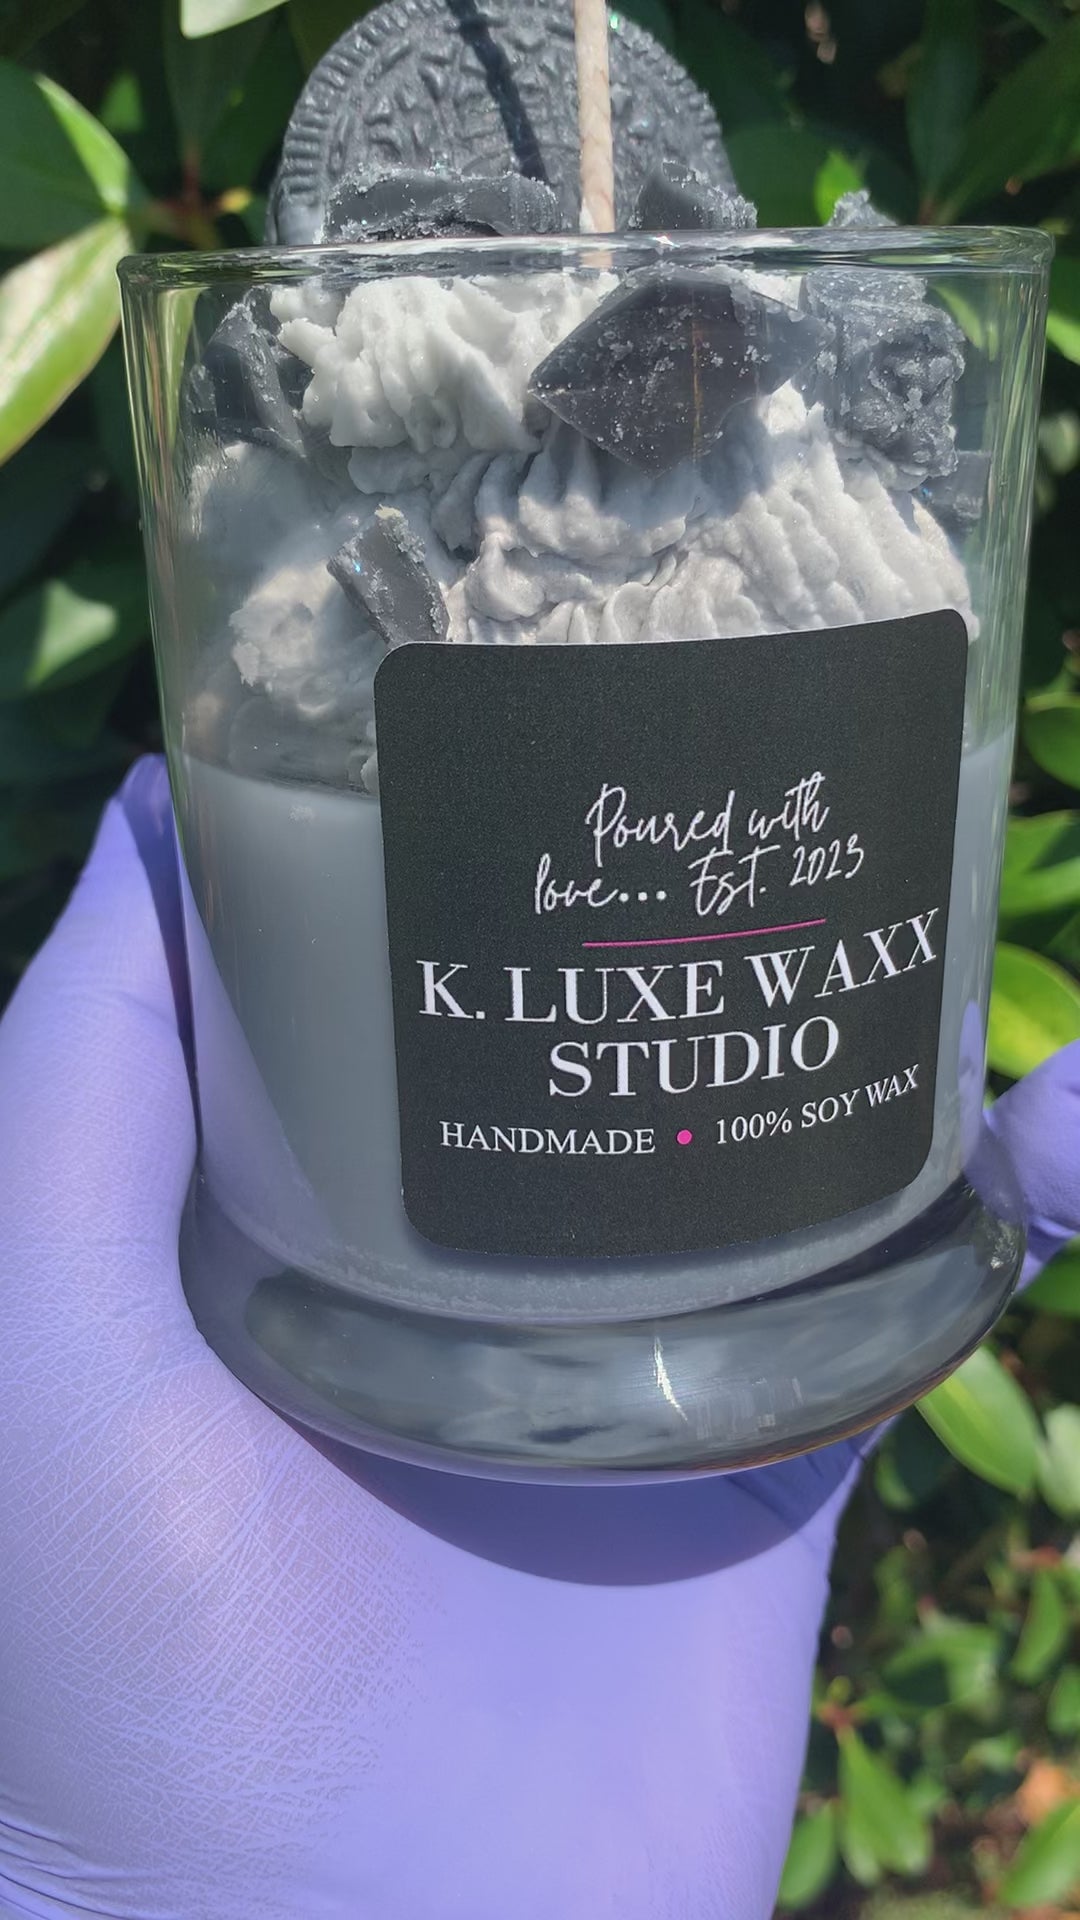 Poured with
love... Est. 2023
K. LUXE WAXX
STUDIO
HANDMADE • 100% SOY WAX